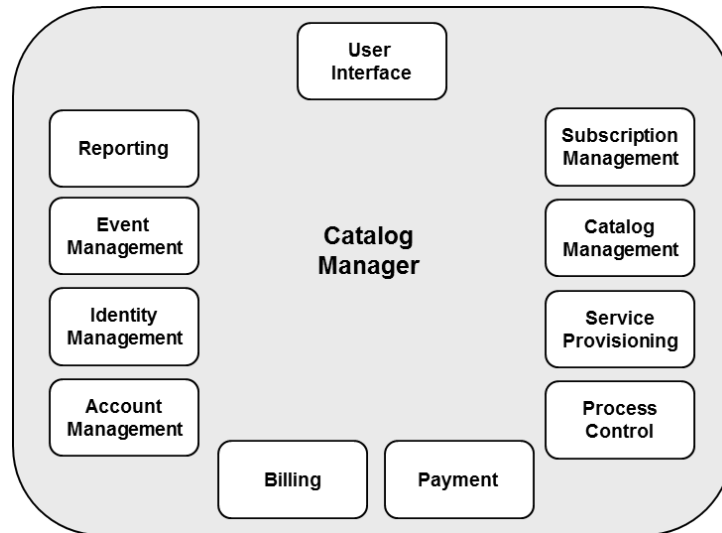 User
Interface
Reporting
Subscription
Management
Event
Management
Catalog
Manager
Catalog
Management
Identity
Management
Service
Provisioning
Account
Management
Process
Control
Billing
Payment